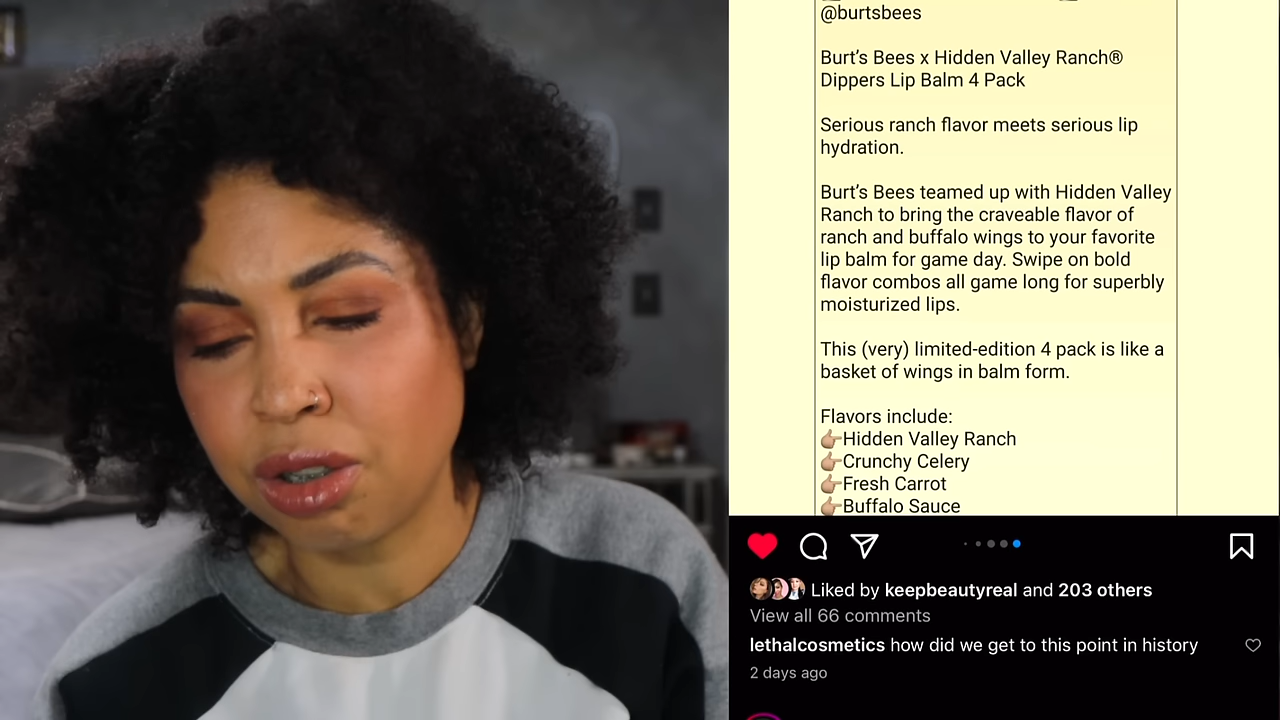 @burtsbees
Burt’s Bees x Hidden Valley Ranch®
Dippers Lip Balm 4 Pack
Serious ranch flavor meets serious lip
hydration.
Burt’s Bees teamed up with Hidden Valley
Ranch to bring the craveable flavor of
ranch and buffalo wings to your favorite
lip balm for game day. Swipe on bold
flavor combos all game long for superbly
moisturized lips.
This (very) limited-edition 4 pack is like a
basket of wings in balm form.
Flavors include:
👉🏼Hidden Valley Ranch
👉🏼Crunchy Celery
👉🏼Fresh Carrot
👉🏼Buffalo Sauce
Liked by keepbeautyreal and 203 others
View all 66 comments
lethalcosmetics how did we get to this point in history
2 days ago